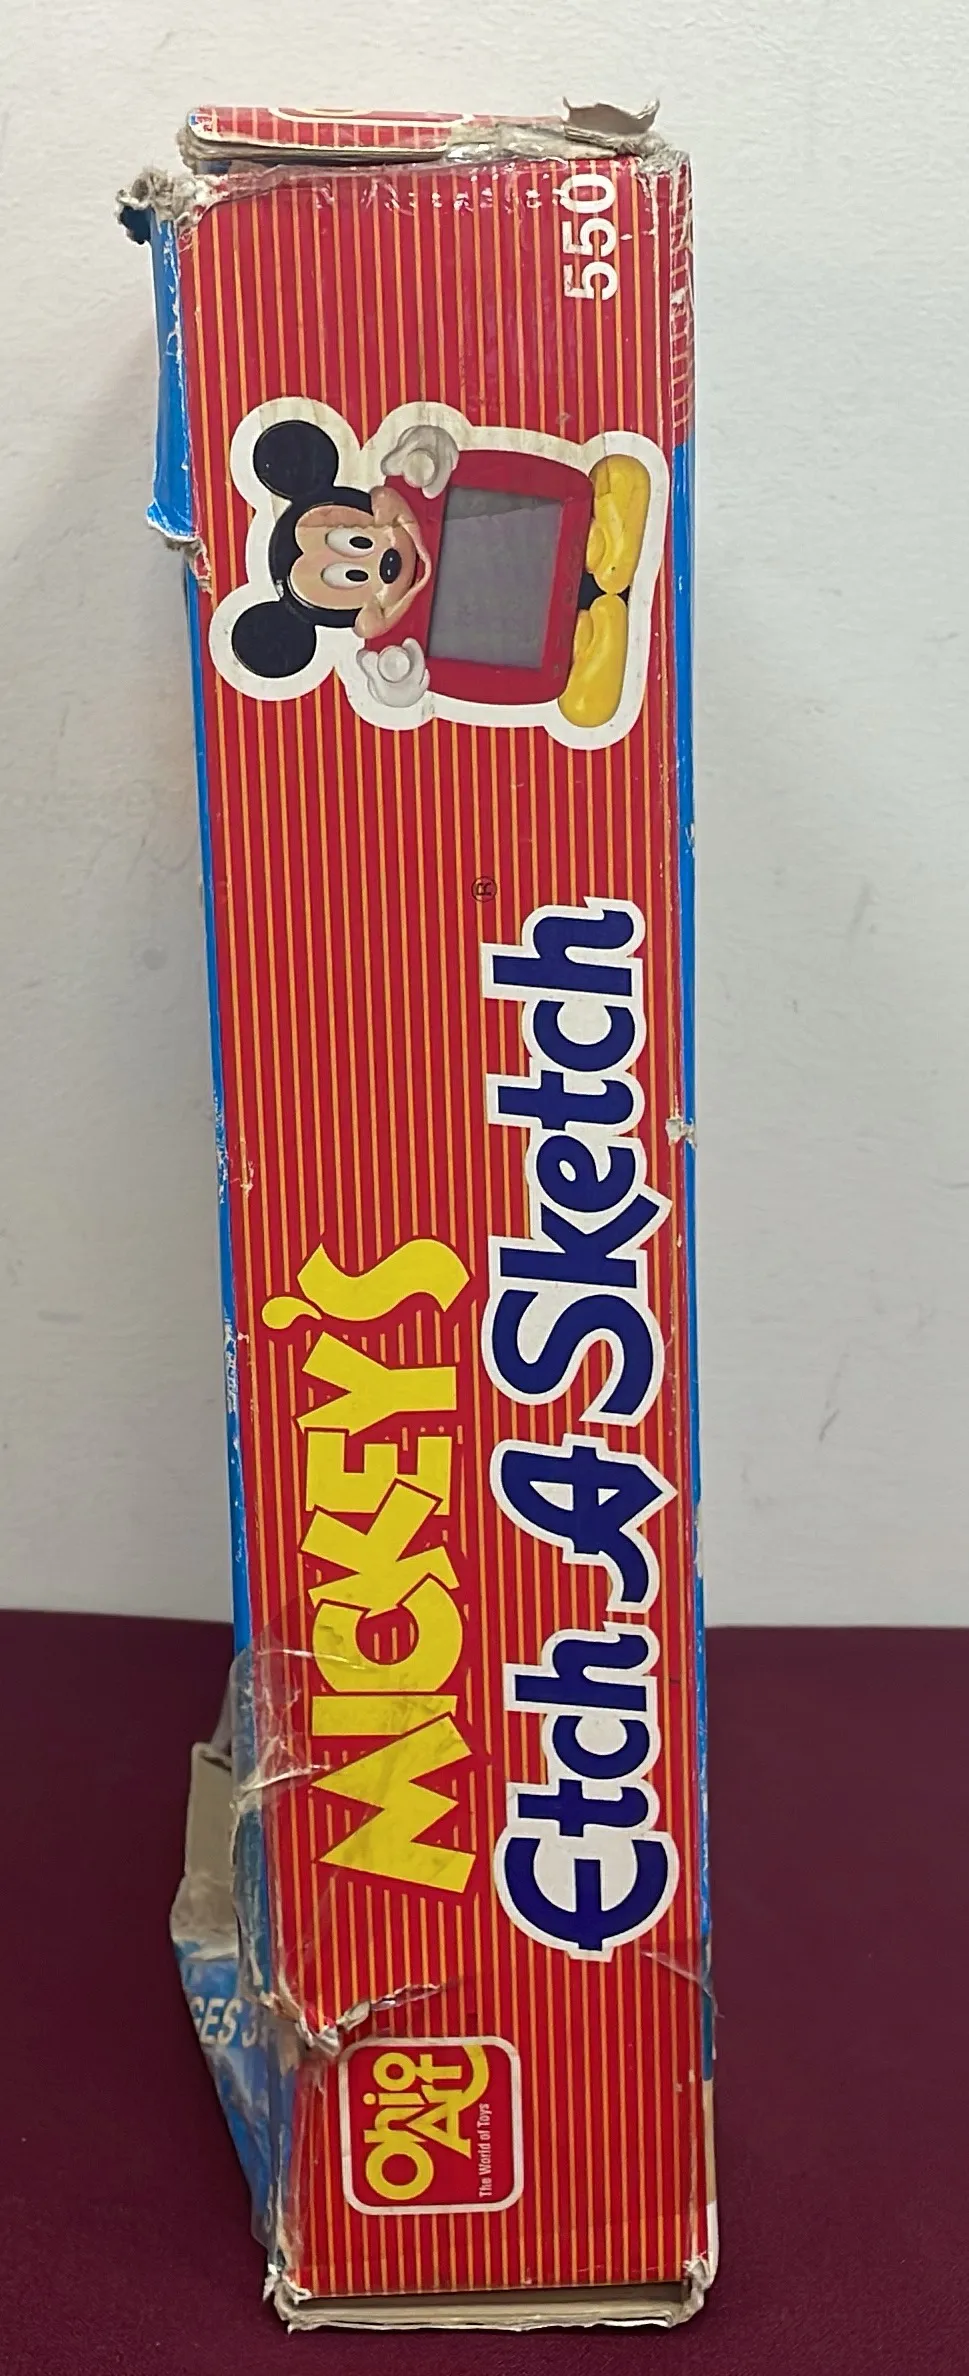 Ohio
Art
The World of Toys
MICKEY'S
Etch A Sketch ®
550